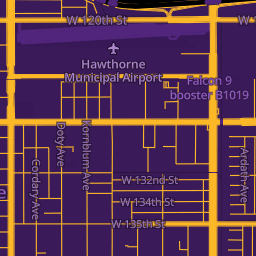 W 120th St
W 1
Hawthorne
Municipal Airport
Falcon 9
booster B1019
Doty Ave
Kornblum Ave
Cordary Ave
Ardath Ave
W 132nd St
W 134th St
W 135th St